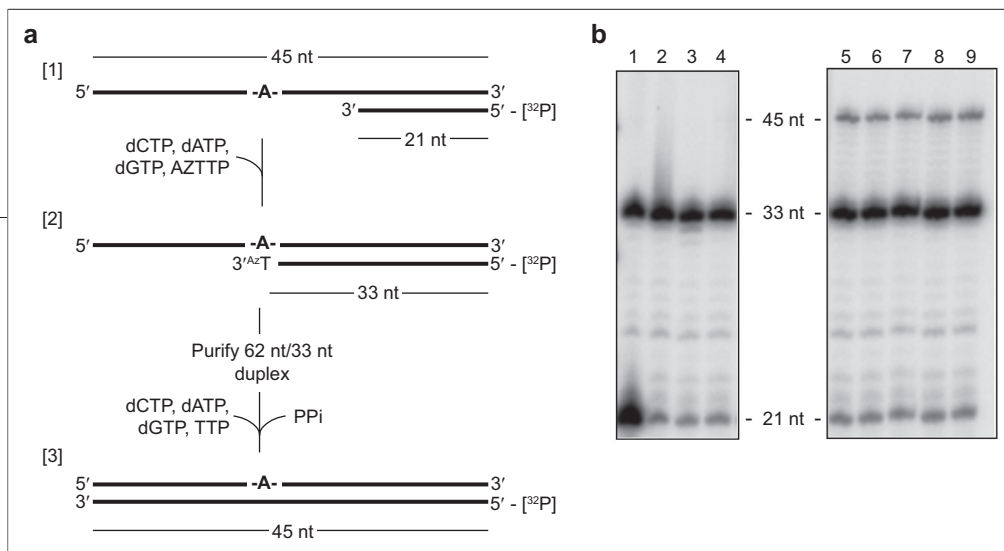 a
45 nt
[1]
5′ -A- 3′
3′ 5′ - [³²P]
21 nt
dCTP, dATP,
dGTP, AZTTP
[2]
5′ -A- 3′
3′ᴬᶻT 5′ - [³²P]
33 nt
Purify 62 nt/33 nt
duplex
dCTP, dATP,
dGTP, TTP
PPi
[3]
5′ -A- 3′
3′ 5′ - [³²P]
45 nt
b
1 2 3 4 5 6 7 8 9
- 45 nt -
- 33 nt -
- 21 nt -